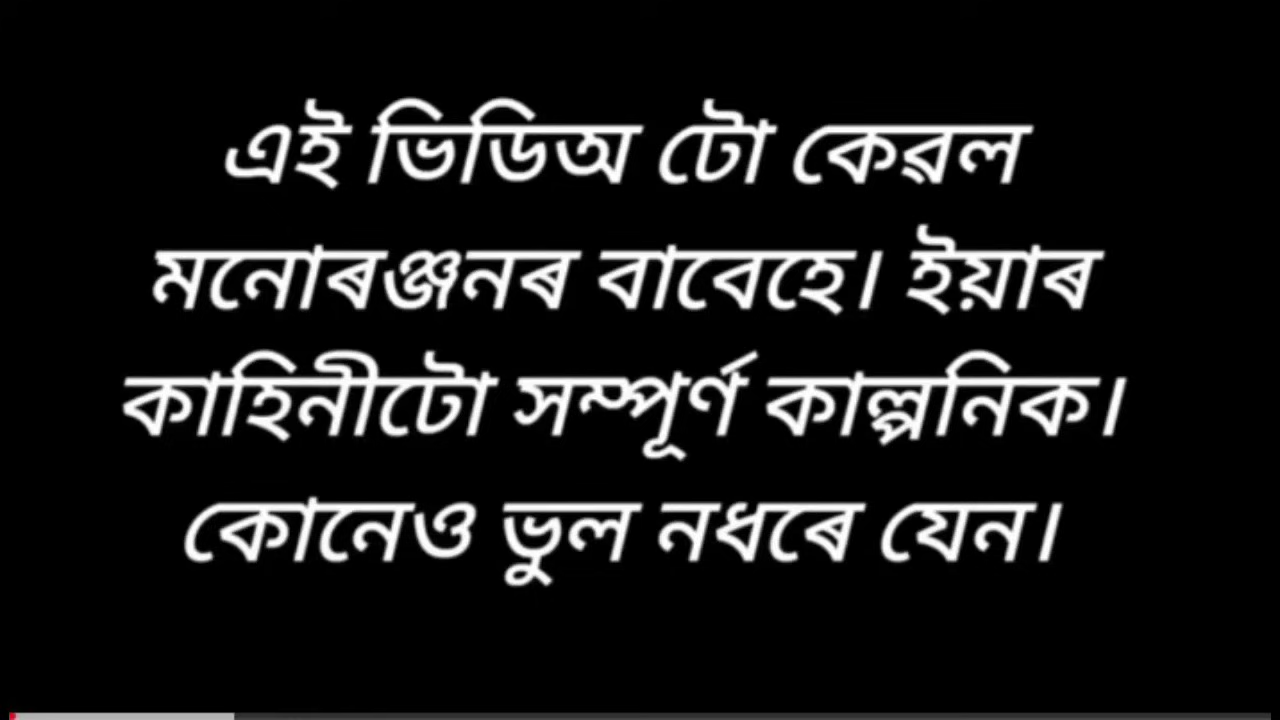 এই ভিডিঅ টো কেৱল
মনোৰঞ্জনৰ বাবেহে। ইয়াৰ
কাহিনীটো সম্পূৰ্ণ কাল্পনিক।
কোনেও ভুল নধৰে যেন।